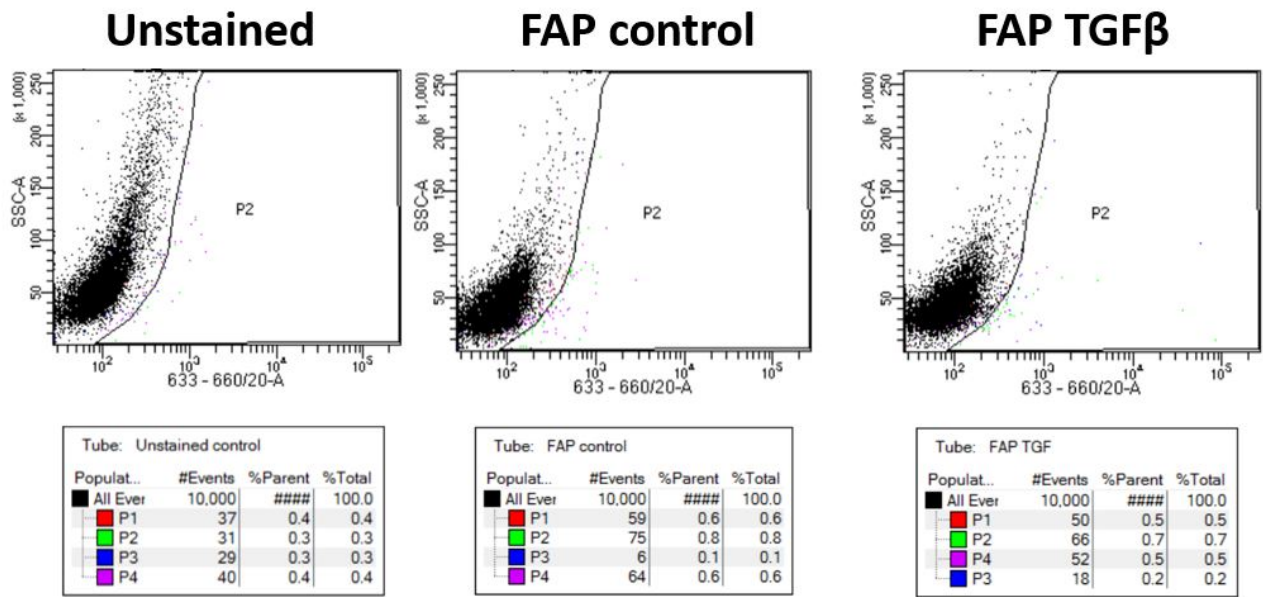 Unstained FAP control FAP TGFβ
(x 1,000)
250
200
150
100
50
SSC-A
P2
10² 10³ 10⁴ 10⁵
633 - 660/20-A
(x 1,000)
250
200
150
100
50
SSC-A
P2
10² 10³ 10⁴ 10⁵
633 - 660/20-A
(x 1,000)
250
200
150
100
50
SSC-A
P2
10² 10³ 10⁴ 10⁵
633 - 660/20-A
Tube: Unstained control
Populat... #Events %Parent %Total
All Ever 10,000 #### 100.0
P1 37 0.4 0.4
P2 31 0.3 0.3
P3 29 0.3 0.3
P4 40 0.4 0.4
Tube: FAP control
Populat... #Events %Parent %Total
All Ever 10,000 #### 100.0
P1 59 0.6 0.6
P2 75 0.8 0.8
P3 6 0.1 0.1
P4 64 0.6 0.6
Tube: FAP TGF
Populat... #Events %Parent %Total
All Ever 10,000 #### 100.0
P1 50 0.5 0.5
P2 66 0.7 0.7
P4 52 0.5 0.5
P3 18 0.2 0.2